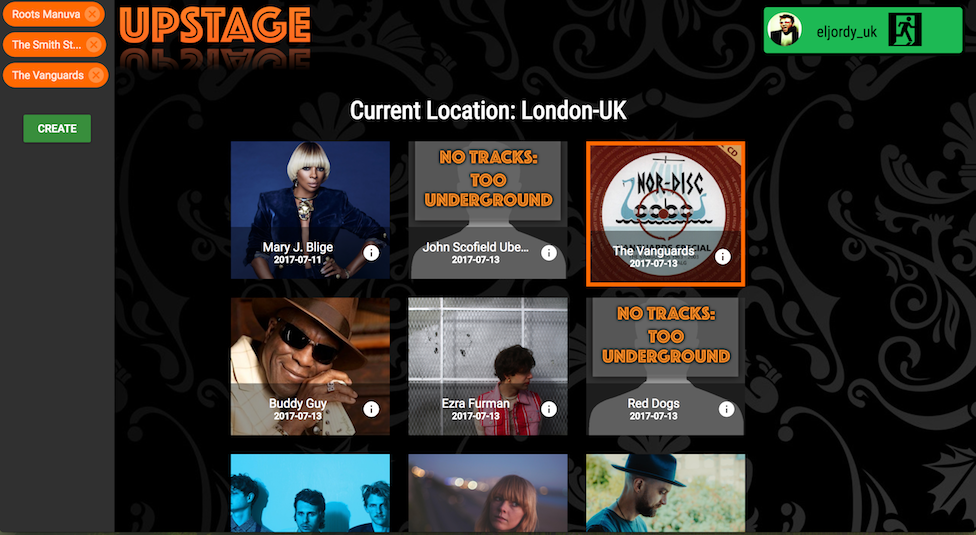 Roots Manuva
The Smith St...
The Vanguards
CREATE
UPSTAGE
eljordy_uk
Current Location: London-UK
Mary J. Blige
2017-07-11
NO TRACKS:
TOO
UNDERGROUND
John Scofield Ube...
2017-07-13
CD
NOR-DISC
The Vanguards
2017-07-13
Buddy Guy
2017-07-13
Ezra Furman
2017-07-13
NO TRACKS:
TOO
UNDERGROUND
Red Dogs
2017-07-13